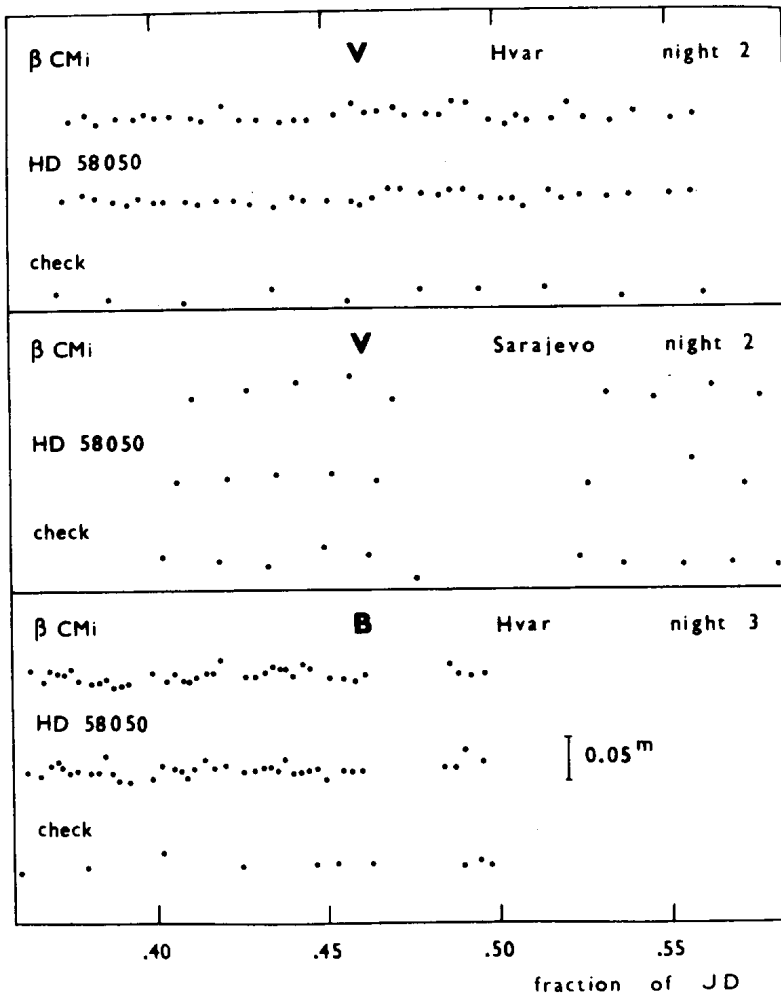 β CMi V Hvar night 2
HD 58050
check
β CMi V Sarajevo night 2
HD 58050
check
β CMi B Hvar night 3
HD 58050
0.05ᵐ
check
.40 .45 .50 .55
fraction of JD